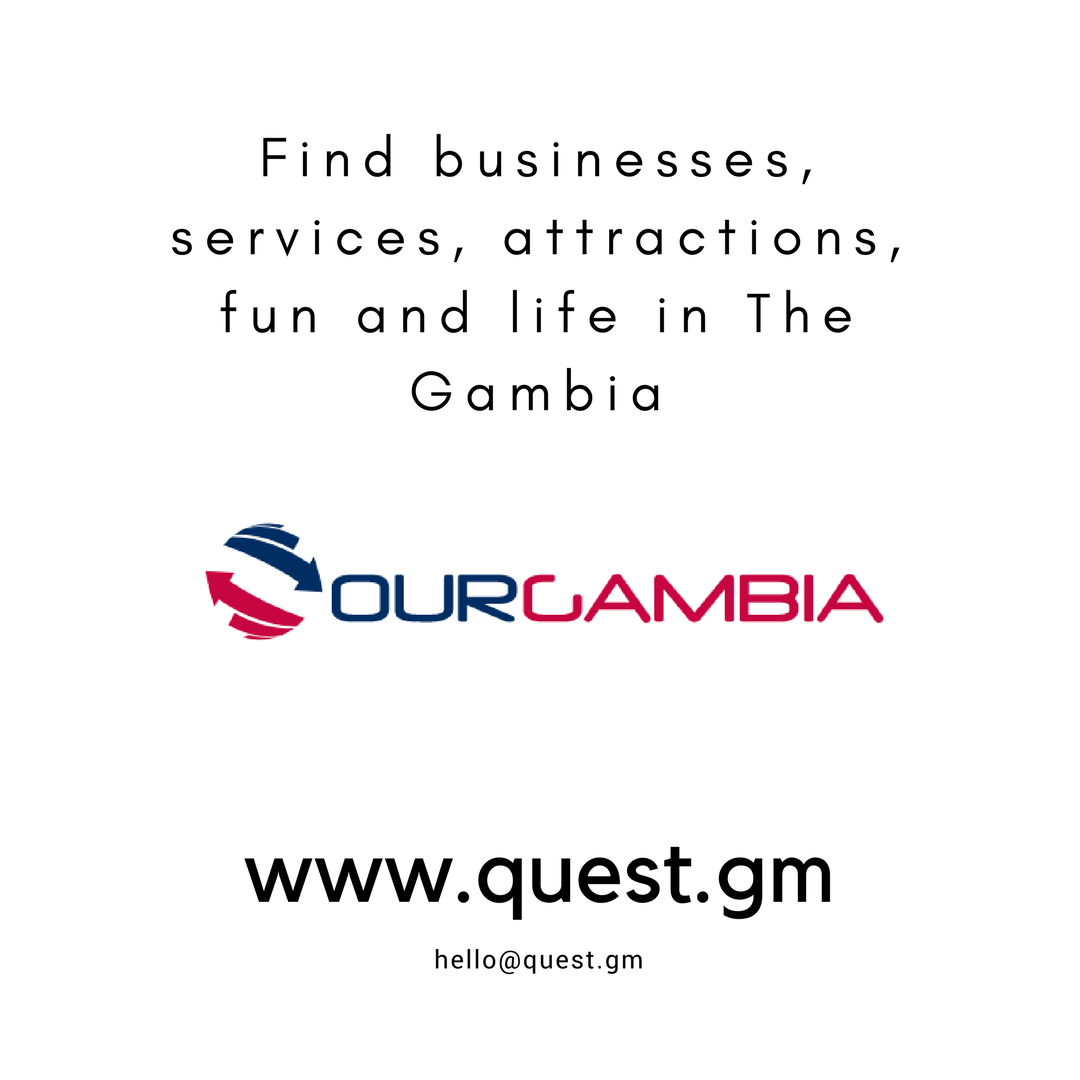 Find businesses,
services, attractions,
fun and life in The
Gambia
OURGAMBIA
www.quest.gm
hello@quest.gm